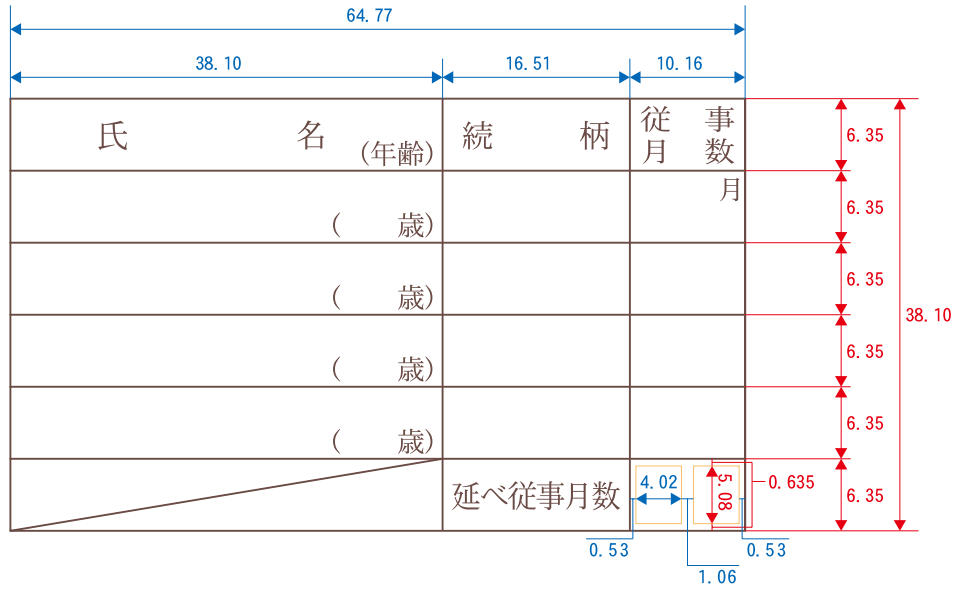 64.77
38.10 16.51 10.16
氏 名 (年齢) 続 柄 従事月数 6.35
月
( 歳) 6.35
( 歳) 6.35
38.10
( 歳) 6.35
( 歳) 6.35
延べ従事月数 4.02 5.08 0.635 6.35
0.53 0.53
1.06